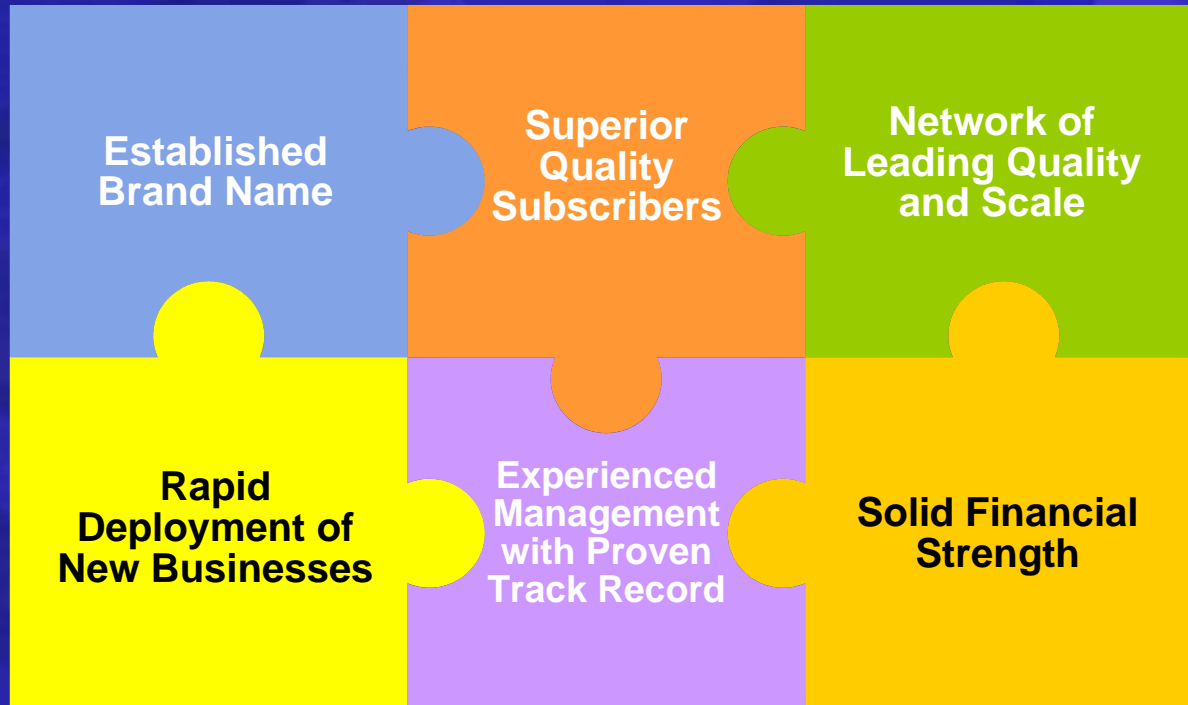 Established
Brand Name
Superior
Quality
Subscribers
Network of
Leading Quality
and Scale
Rapid
Deployment of
New Businesses
Experienced
Management
with Proven
Track Record
Solid Financial
Strength